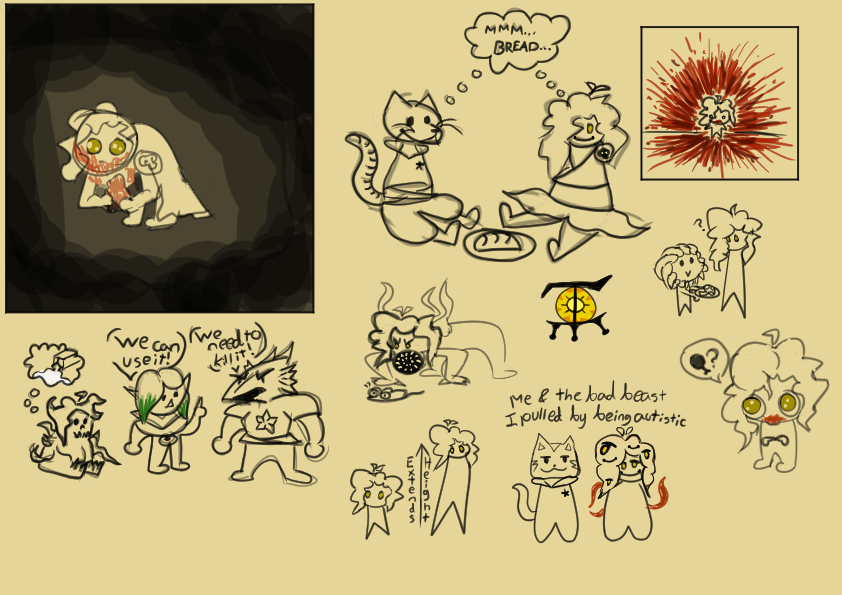 MMM...
BREAD...
?
we can
use it!
we
need to
kill it!
?
Me & the bad beast
I pulled by being autistic
Extends
Height